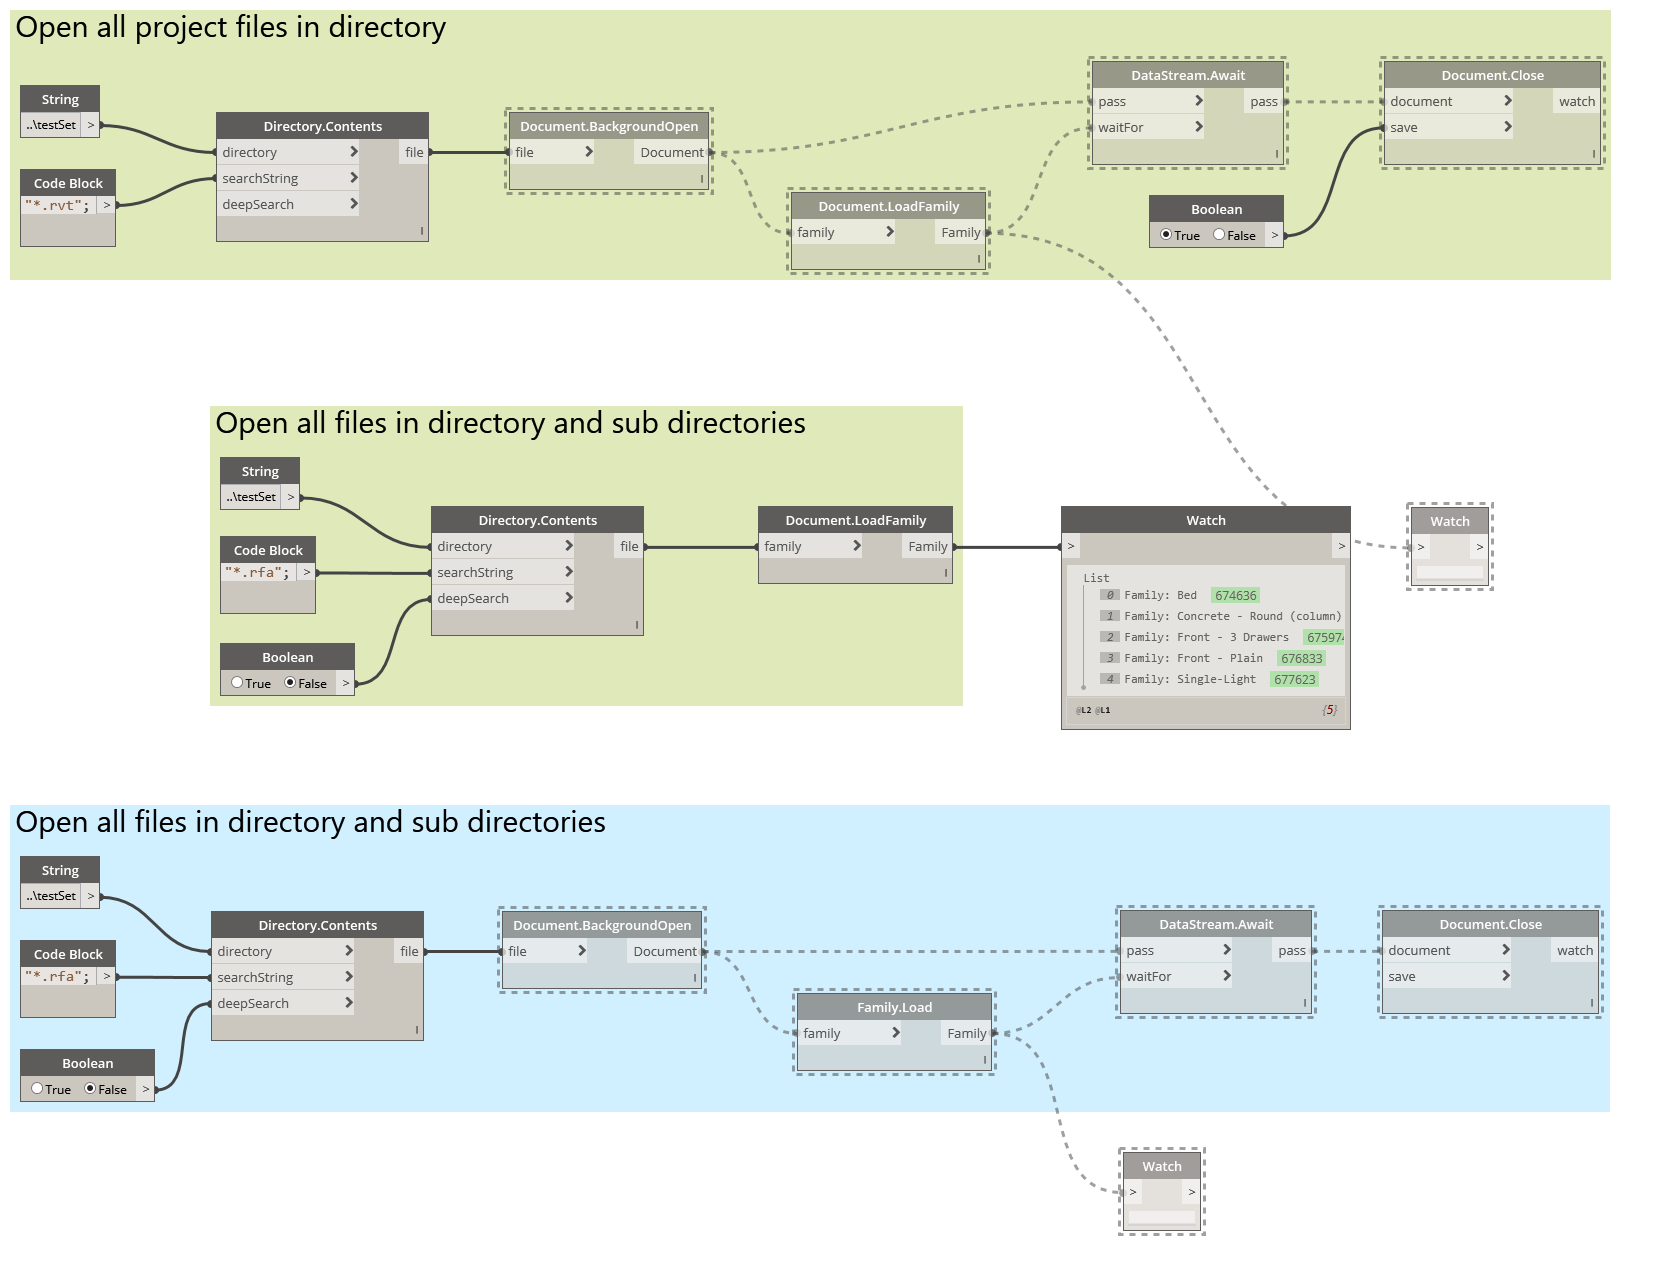 Open all project files in directory
String
..\testSet >
Code Block
"*.rvt"; >
Directory.Contents
directory > file
searchString >
deepSearch >
Document.BackgroundOpen
file > Document
Document.LoadFamily
family > Family
DataStream.Await
pass > pass
waitFor >
Boolean
True False >
Document.Close
document > watch
save >
Open all files in directory and sub directories
String
..\testSet >
Code Block
"*.rfa"; >
Boolean
True False >
Directory.Contents
directory > file
searchString >
deepSearch >
Document.LoadFamily
family > Family
Watch
> >
List
0 Family: Bed 674636
1 Family: Concrete - Round (column)
2 Family: Front - 3 Drawers 67597
3 Family: Front - Plain 676833
4 Family: Single-Light 677623
@L2 @L1 {5}
Watch
> >
Open all files in directory and sub directories
String
..\testSet >
Code Block
"*.rfa"; >
Boolean
True False >
Directory.Contents
directory > file
searchString >
deepSearch >
Document.BackgroundOpen
file > Document
Family.Load
family > Family
DataStream.Await
pass > pass
waitFor >
Document.Close
document > watch
save >
Watch
> >